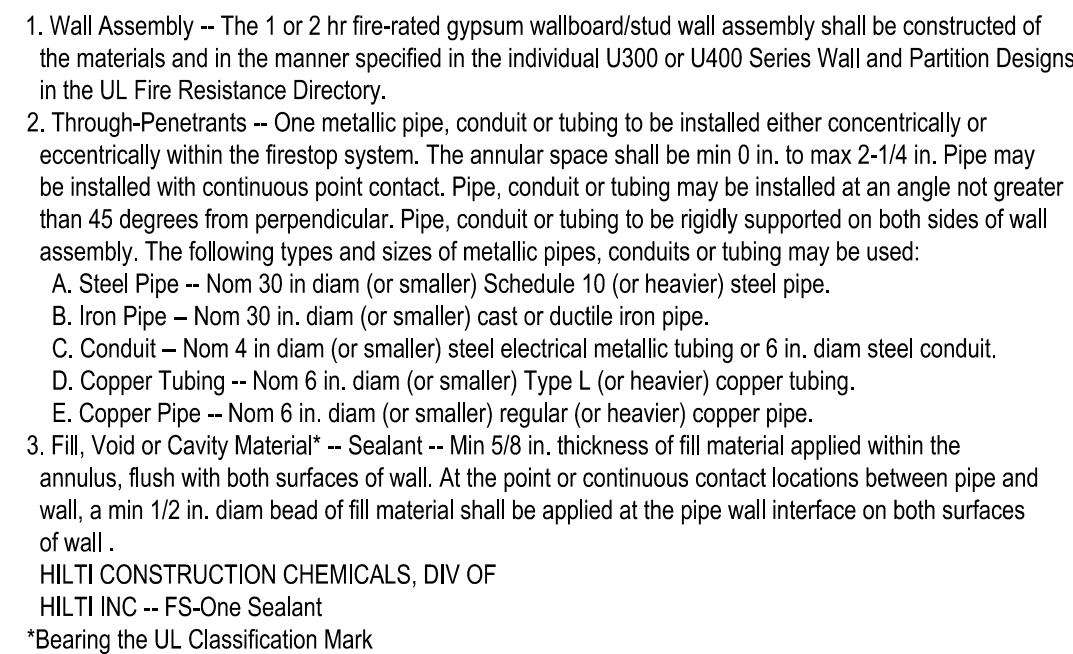 1. Wall Assembly -- The 1 or 2 hr fire-rated gypsum wallboard/stud wall assembly shall be constructed of
the materials and in the manner specified in the individual U300 or U400 Series Wall and Partition Designs
in the UL Fire Resistance Directory.
2. Through-Penetrants -- One metallic pipe, conduit or tubing to be installed either concentrically or
eccentrically within the firestop system. The annular space shall be min 0 in. to max 2-1/4 in. Pipe may
be installed with continuous point contact. Pipe, conduit or tubing may be installed at an angle not greater
than 45 degrees from perpendicular. Pipe, conduit or tubing to be rigidly supported on both sides of wall
assembly. The following types and sizes of metallic pipes, conduits or tubing may be used:
A. Steel Pipe -- Nom 30 in diam (or smaller) Schedule 10 (or heavier) steel pipe.
B. Iron Pipe – Nom 30 in. diam (or smaller) cast or ductile iron pipe.
C. Conduit – Nom 4 in diam (or smaller) steel electrical metallic tubing or 6 in. diam steel conduit.
D. Copper Tubing -- Nom 6 in. diam (or smaller) Type L (or heavier) copper tubing.
E. Copper Pipe -- Nom 6 in. diam (or smaller) regular (or heavier) copper pipe.
3. Fill, Void or Cavity Material* -- Sealant -- Min 5/8 in. thickness of fill material applied within the
annulus, flush with both surfaces of wall. At the point or continuous contact locations between pipe and
wall, a min 1/2 in. diam bead of fill material shall be applied at the pipe wall interface on both surfaces
of wall .
HILTI CONSTRUCTION CHEMICALS, DIV OF
HILTI INC -- FS-One Sealant
*Bearing the UL Classification Mark